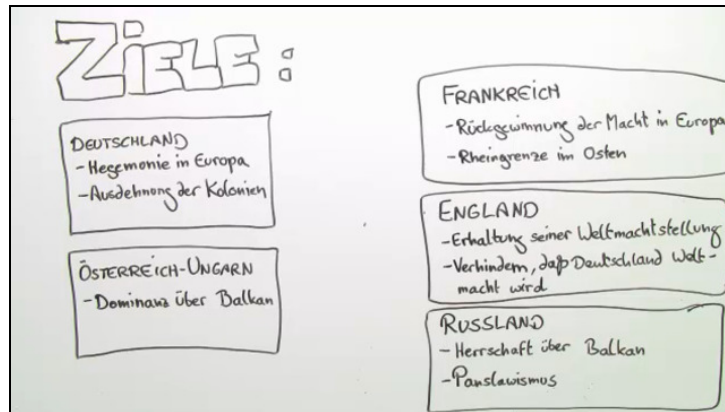 ZIELE:
DEUTSCHLAND
- Hegemonie in Europa
- Ausdehnung der Kolonien
ÖSTERREICH-UNGARN
- Dominanz über Balkan
FRANKREICH
- Rückgewinnung der Macht in Europa
- Rheingrenze im Osten
ENGLAND
- Erhaltung seiner Weltmachtstellung
- Verhindern, daß Deutschland Welt-
macht wird
RUSSLAND
- Herrschaft über Balkan
- Panslawismus